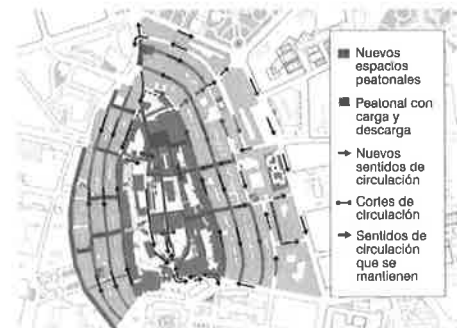 Nuevos
espacios
peatonales
Peatonal con
carga y
descarga
Nuevos
sentidos de
circulación
Cortes de
circulación
Sentidos de
circulación
que se
mantienen